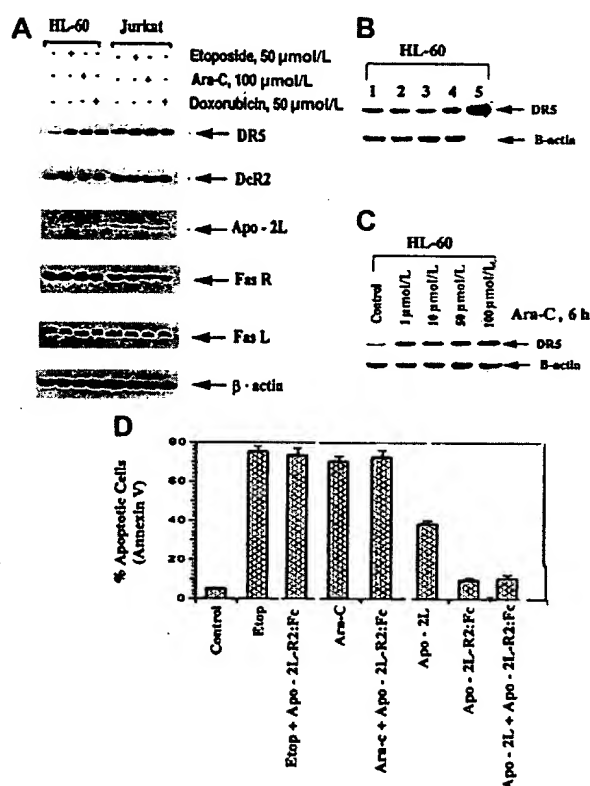 A
HL-60 Jurkat
- + - - - + - - Etoposide, 50 µmol/L
- - + - - - + - Ara-C, 100 µmol/L
- - - + - - - + Doxorubicin, 50 µmol/L
DR5
DcR2
Apo - 2L
Fas R
Fas L
β - actin
B
HL-60
1 2 3 4 5
DR5
B-actin
C
HL-60
Control 1 µmol/L 10 µmol/L 50 µmol/L 100 µmol/L Ara-C, 6 h
DR5
B-actin
D
% Apoptotic Cells
(Annexin V)
80
60
40
20
0
Control
Etop
Etop + Apo - 2L-R2:Fc
Ara-C
Ara-c + Apo - 2L-R2:Fc
Apo - 2L
Apo - 2L-R2:Fc
Apo - 2L + Apo - 2L-R2:Fc